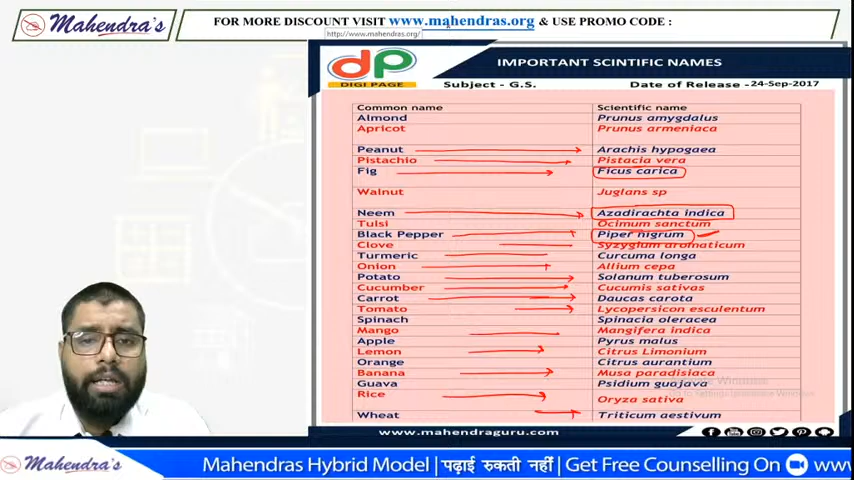 Mahendra's
FOR MORE DISCOUNT VISIT www.mahendras.org & USE PROMO CODE :
http://www.mahendras.org/
dp
DIGI PAGE
IMPORTANT SCINTIFIC NAMES
Subject - G.S.
Date of Release -24-Sep-2017
Common name Scientific name
Almond Prunus amygdalus
Apricot Prunus armeniaca
Peanut Arachis hypogaea
Pistachio Pistacia vera
Fig Ficus carica
Walnut Juglans sp
Neem Azadirachta indica
Tulsi Ocimum sanctum
Black Pepper Piper nigrum
Clove Syzygium aromaticum
Turmeric Curcuma longa
Onion Allium cepa
Potato Solanum tuberosum
Cucumber Cucumis sativas
Carrot Daucas carota
Tomato Lycopersicon esculentum
Spinach Spinacia oleracea
Mango Mangifera indica
Apple Pyrus malus
Lemon Citrus Limonium
Orange Citrus aurantium
Banana Musa paradisiaca
Guava Psidium guajava
Rice Oryza sativa
Wheat Triticum aestivum
www.mahendraguru.com
Mahendra's
Mahendras Hybrid Model | पढ़ाई रुकती नहीं | Get Free Counselling On www